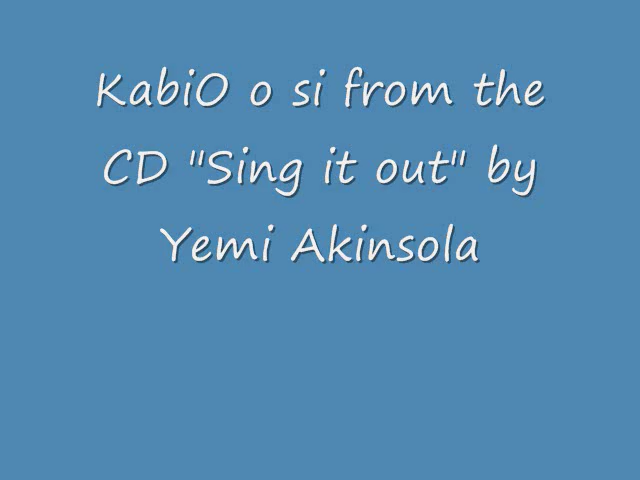 KabiO o si from the
CD "Sing it out" by
Yemi Akinsola